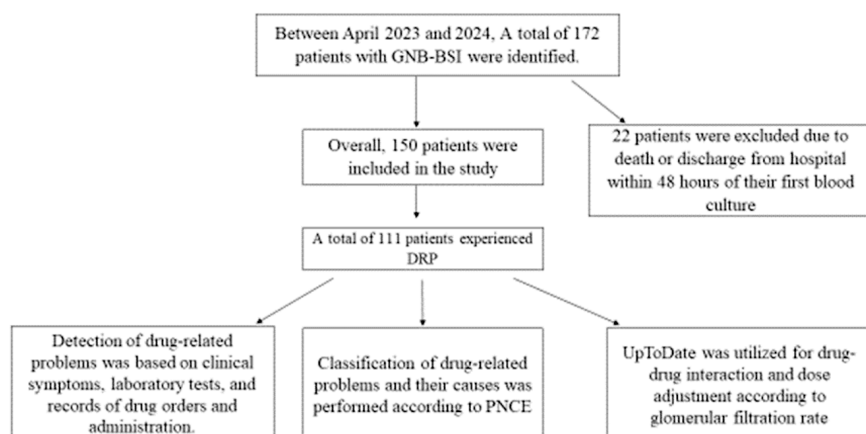 Between April 2023 and 2024, A total of 172
patients with GNB-BSI were identified.
Overall, 150 patients were
included in the study
22 patients were excluded due to
death or discharge from hospital
within 48 hours of their first blood
culture
A total of 111 patients experienced
DRP
Detection of drug-related
problems was based on clinical
symptoms, laboratory tests, and
records of drug orders and
administration.
Classification of drug-related
problems and their causes was
performed according to PNCE
UpToDate was utilized for drug-
drug interaction and dose
adjustment according to
glomerular filtration rate